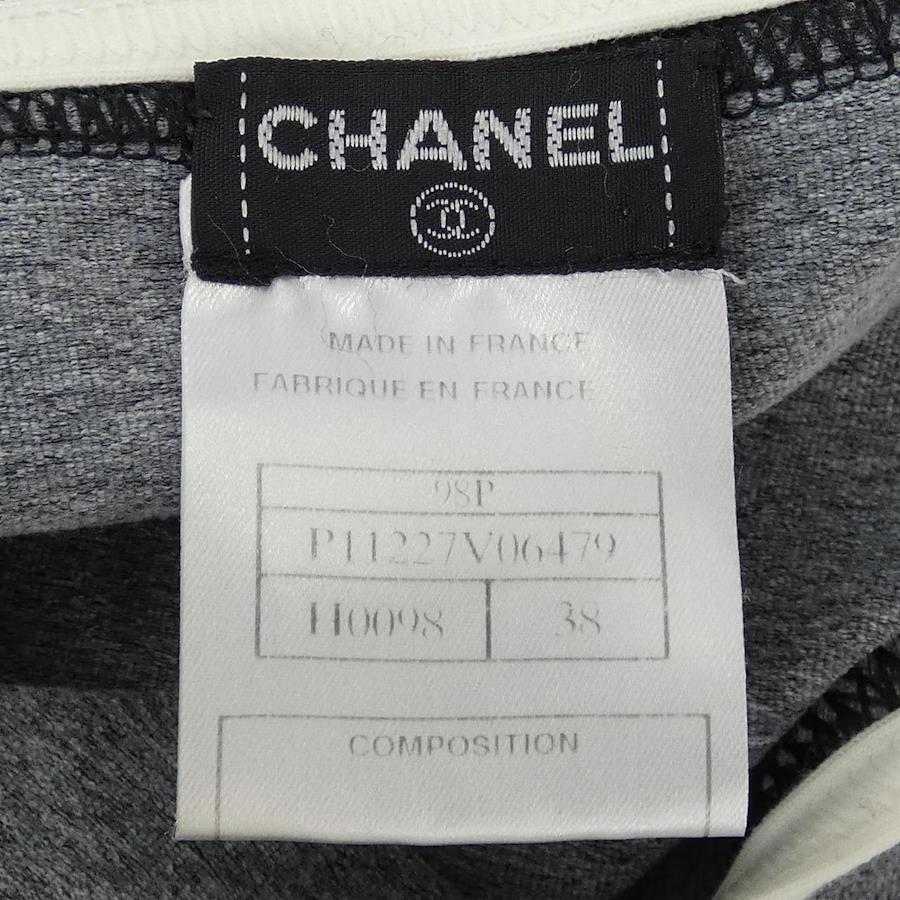 CHANEL
MADE IN FRANCE
FABRIQUE EN FRANCE
98P
P11227V06479
H0098 38
COMPOSITION